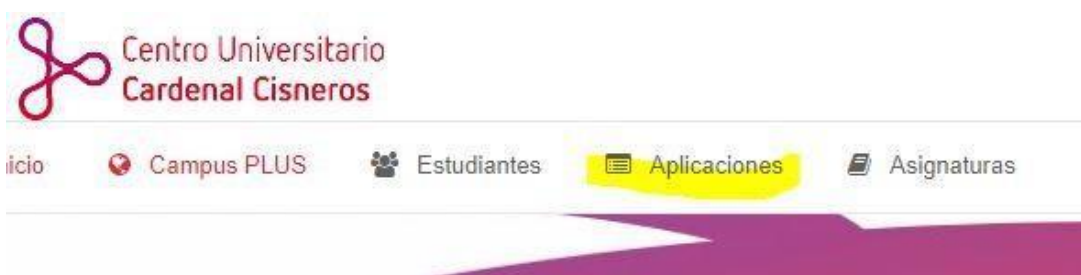 Centro Universitario
Cardenal Cisneros
icio Campus PLUS Estudiantes Aplicaciones Asignaturas